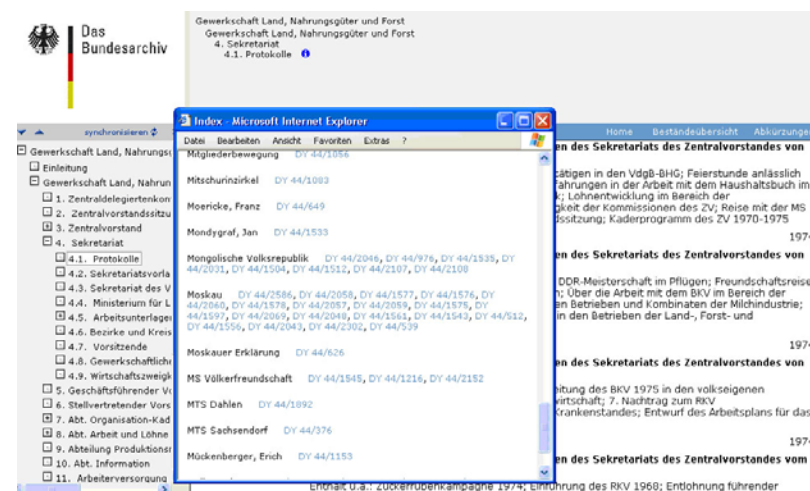 Das
Bundesarchiv
Gewerkschaft Land, Nahrungsgüter und Forst
Gewerkschaft Land, Nahrungsgüter und Forst
4. Sekretariat
4.1. Protokolle
synchronisieren
Home Beständeübersicht Abkürzunge
Gewerkschaft Land, Nahrungs
Einleitung
Gewerkschaft Land, Nahrun
1. Zentraldelegiertenkon
2. Zentralvorstandssitzu
3. Zentralvorstand
4. Sekretariat
4.1. Protokolle
4.2. Sekretariatsvorla
4.3. Sekretariat des V
4.4. Ministerium für L
4.5. Arbeitsunterlage
4.6. Bezirke und Kreis
4.7. Vorsitzende
4.8. Gewerkschaftlich
4.9. Wirtschaftszweig
5. Geschäftsführender V
6. Stellvertretender Vors
7. Abt. Organisation-Kad
8. Abt. Arbeit und Löhne
9. Abteilung Produktions
10. Abt. Information
11. Arbeiterversorgung
Index - Microsoft Internet Explorer
Datei Bearbeiten Ansicht Favoriten Extras ?
Mitgliederbewegung DY 44/1056
Mitschurinzirkel DY 44/1083
Moericke, Franz DY 44/649
Mondygraf, Jan DY 44/1533
Mongolische Volksrepublik DY 44/2046, DY 44/976, DY 44/1535, DY
44/2031, DY 44/1504, DY 44/1512, DY 44/2107, DY 44/2108
Moskau DY 44/2586, DY 44/2058, DY 44/1577, DY 44/1576, DY
44/2060, DY 44/1578, DY 44/2057, DY 44/2059, DY 44/1575, DY
44/1597, DY 44/2069, DY 44/2048, DY 44/1561, DY 44/1543, DY 44/512,
DY 44/1556, DY 44/2043, DY 44/2302, DY 44/539
Moskauer Erklärung DY 44/626
MS Völkerfreundschaft DY 44/1545, DY 44/1216, DY 44/2152
MTS Dahlen DY 44/1892
MTS Sachsendorf DY 44/376
Mückenberger, Erich DY 44/1153
en des Sekretariats des Zentralvorstandes von
tätigen in den VdgB-BHG; Feierstunde anlässlich
fahrungen in der Arbeit mit dem Haushaltsbuch im
k; Lohnentwicklung im Bereich der
gkeit der Kommissionen des ZV; Reise mit der MS
dssitzung; Kaderprogramm des ZV 1970-1975
1974
en des Sekretariats des Zentralvorstandes von
DDR-Meisterschaft im Pflügen; Freundschaftsreise
n; Über die Arbeit mit dem BKV im Bereich der
en Betrieben und Kombinaten der Milchindustrie;
in den Betrieben der Land-, Forst- und
1974
en des Sekretariats des Zentralvorstandes von
eitung des BKV 1975 in den volkseigenen
wirtschaft; 7. Nachtrag zum RKV
Krankenstandes; Entwurf des Arbeitsplans für das
1974
en des Sekretariats des Zentralvorstandes vom
Enthält u.a.: Zuckerrübenkampagne 1974; Einführung des RKV 1968; Entlohnung führender